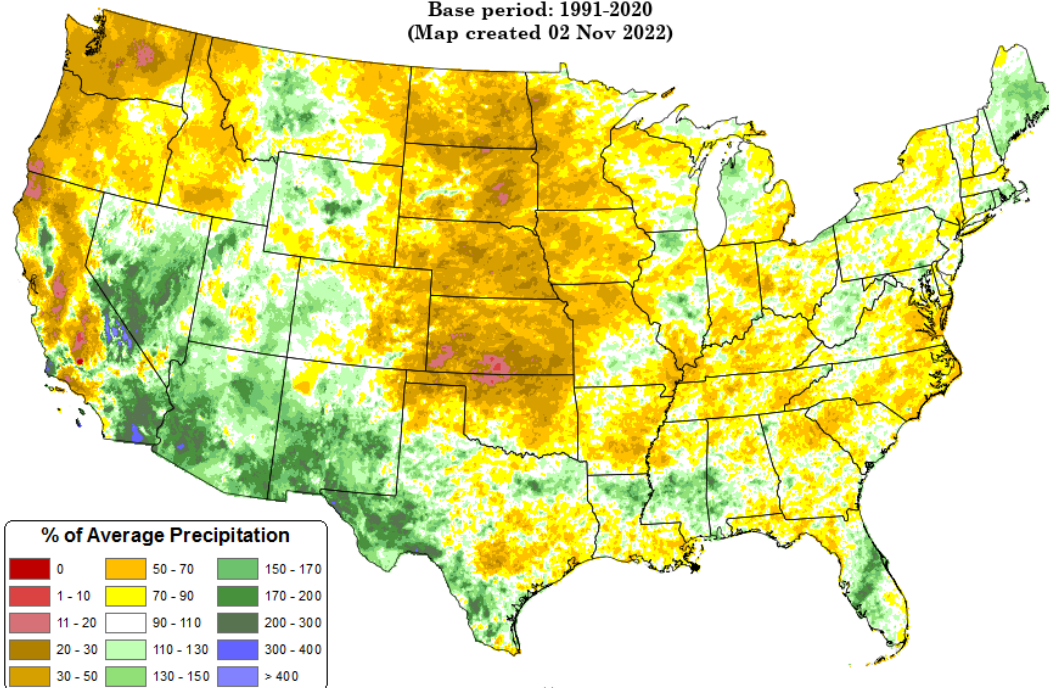 Base period: 1991-2020
(Map created 02 Nov 2022)
% of Average Precipitation
0
50 - 70
150 - 170
1 - 10
70 - 90
170 - 200
11 - 20
90 - 110
200 - 300
20 - 30
110 - 130
300 - 400
30 - 50
130 - 150
> 400